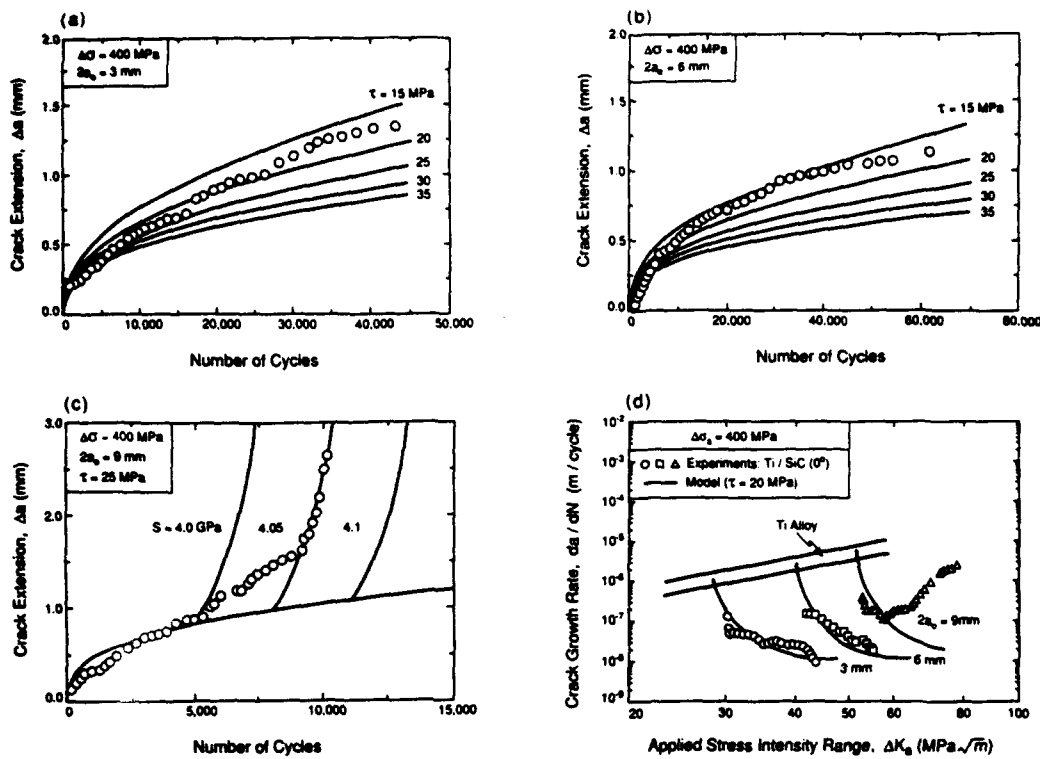 (a)
2.0
1.5
1.0
0.5
0.0
Δσ = 400 MPa
2a₀ = 3 mm
τ = 15 MPa
20
25
30
35
0
10.000
20.000
30.000
40.000
50.000
Crack Extension, Δa (mm)
Number of Cycles
(b)
2.0
1.5
1.0
0.5
0.0
Δσ = 400 MPa
2a₀ = 6 mm
τ = 15 MPa
20
25
30
35
0
20.000
40.000
60.000
80.000
Crack Extension, Δa (mm)
Number of Cycles
(c)
3.0
2.0
1.0
0.0
Δσ = 400 MPa
2a₀ = 9 mm
τ = 25 MPa
S = 4.0 GPa
4.05
4.1
0
5.000
10.000
15.000
Crack Extension, Δa (mm)
Number of Cycles
(d)
10⁻²
10⁻³
10⁻⁴
10⁻⁵
10⁻⁶
10⁻⁷
10⁻⁸
10⁻⁹
Δσₐ = 400 MPa
Experiments: Ti / SiC (0°)
Model (τ = 20 MPa)
Ti Alloy
2a₀ = 9mm
6 mm
3 mm
20
30
40
50
60
80
100
Crack Growth Rate, da / dN (m / cycle)
Applied Stress Intensity Range, ΔKₐ (MPa√m)